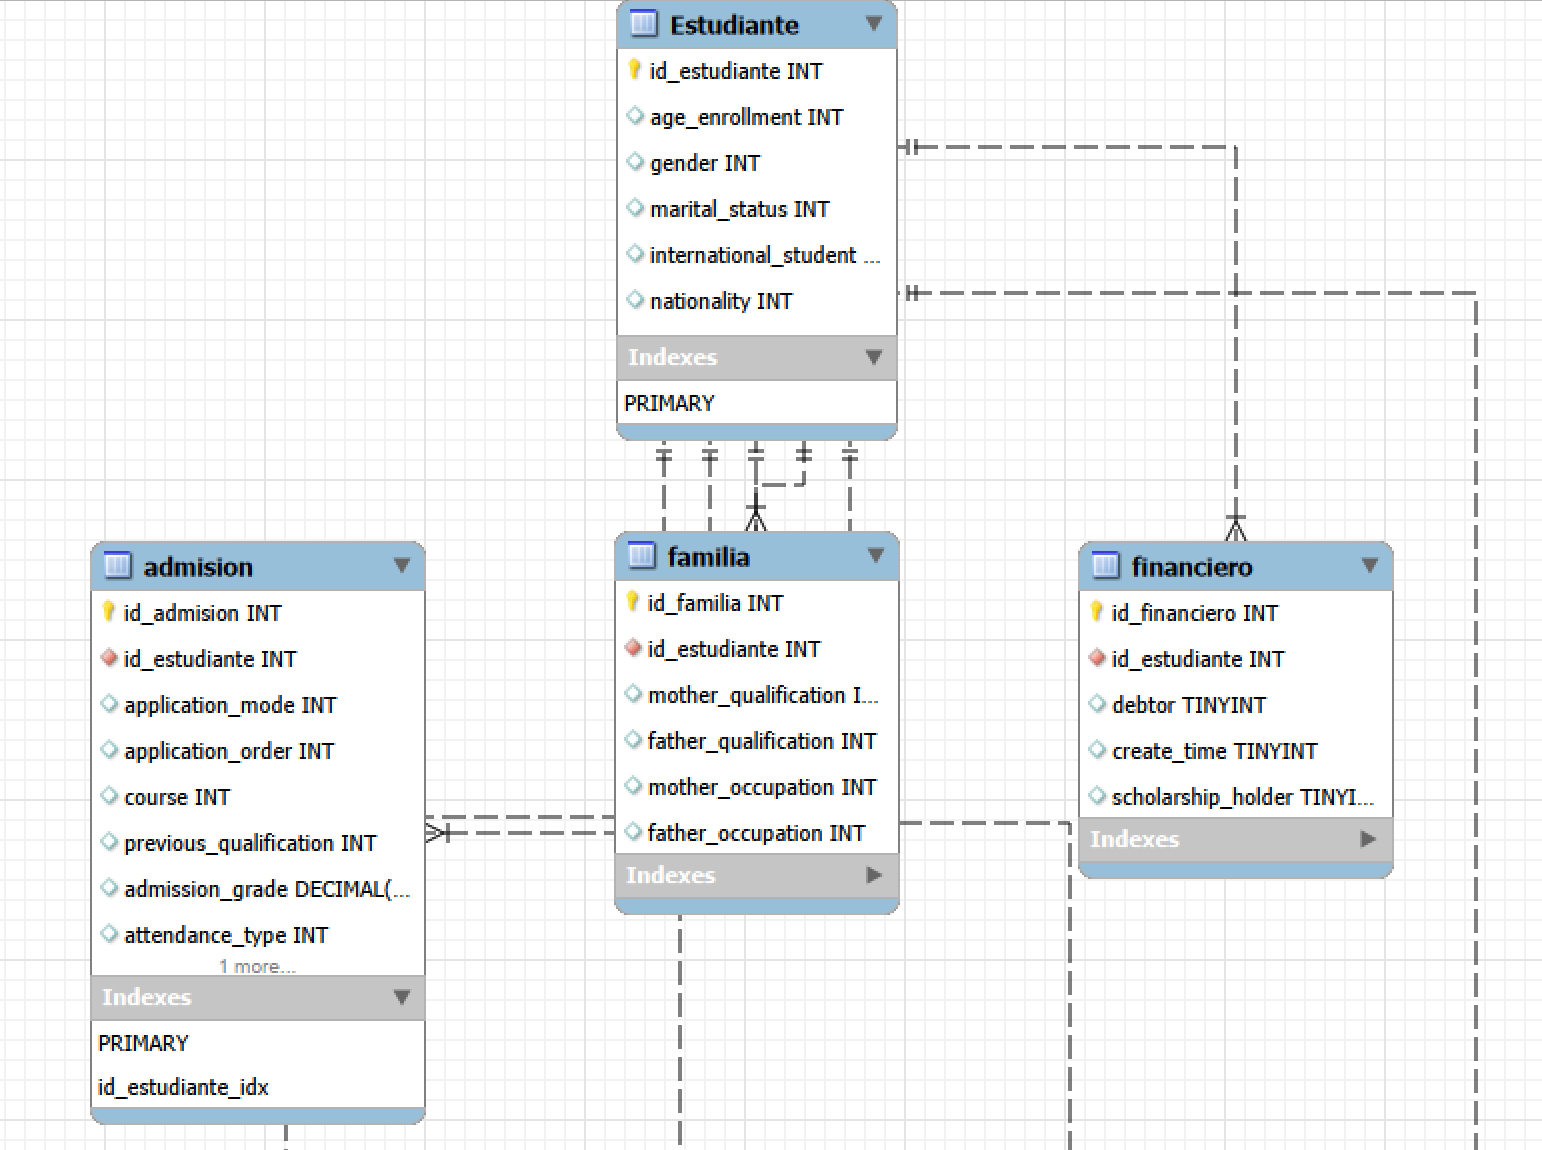 Estudiante
id_estudiante INT
age_enrollment INT
gender INT
marital_status INT
international_student ...
nationality INT
Indexes
PRIMARY
admision
id_admision INT
id_estudiante INT
application_mode INT
application_order INT
course INT
previous_qualification INT
admission_grade DECIMAL(...
attendance_type INT
1 more...
Indexes
PRIMARY
id_estudiante_idx
familia
id_familia INT
id_estudiante INT
mother_qualification I...
father_qualification INT
mother_occupation INT
father_occupation INT
Indexes
financiero
id_financiero INT
id_estudiante INT
debtor TINYINT
create_time TINYINT
scholarship_holder TINYI...
Indexes